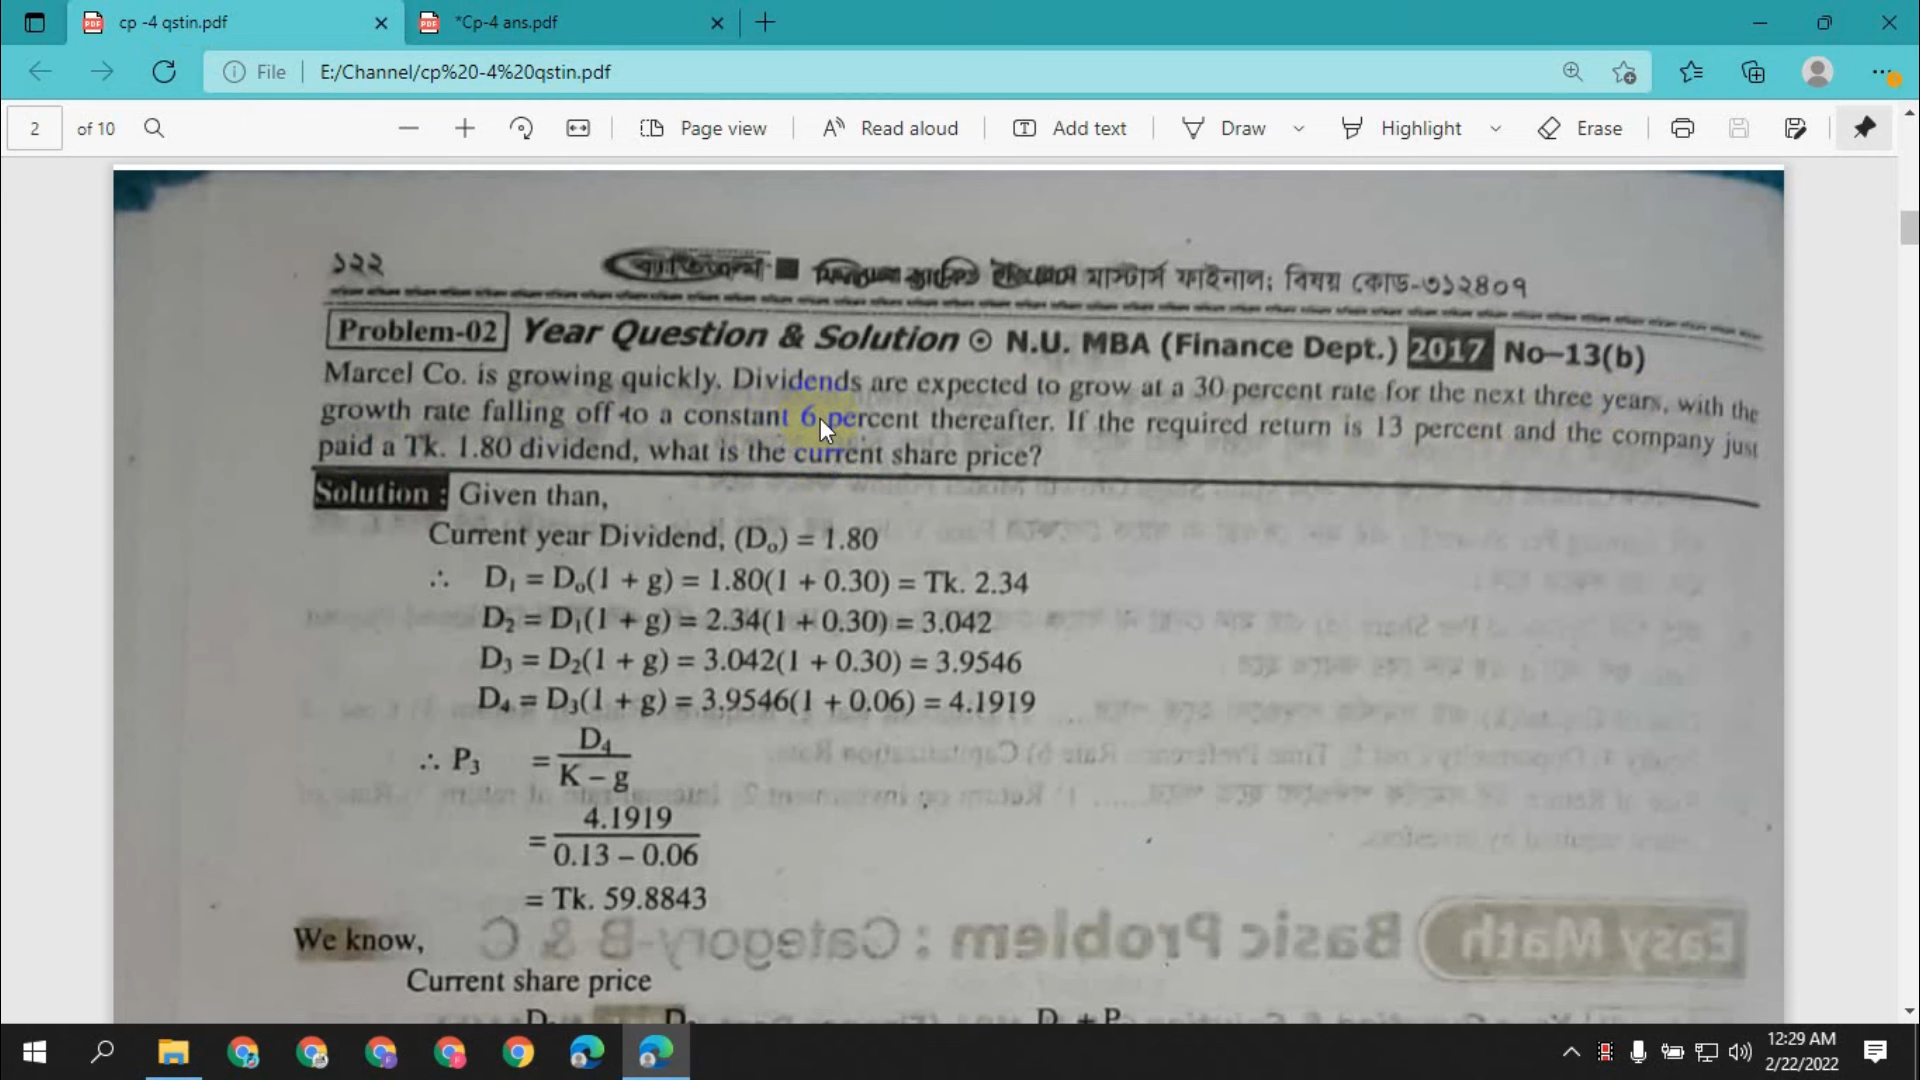 cp -4 qstin.pdf
*Cp-4 ans.pdf
File
E:/Channel/cp%20-4%20qstin.pdf
2 of 10
Page view
Read aloud
Add text
Draw
Highlight
Erase
১২২
মাস্টার্স ফাইনাল; বিষয় কোড-৩১২৪০৭
Problem-02 Year Question & Solution ⊙ N.U. MBA (Finance Dept.) 2017 No–13(b)
Marcel Co. is growing quickly. Dividends are expected to grow at a 30 percent rate for the next three years, with the
growth rate falling off to a constant 6 percent thereafter. If the required return is 13 percent and the company just
paid a Tk. 1.80 dividend, what is the current share price?
Solution : Given than,
Current year Dividend, (Dₒ) = 1.80
∴ D₁ = Dₒ(1 + g) = 1.80(1 + 0.30) = Tk. 2.34
D₂ = D₁(1 + g) = 2.34(1 + 0.30) = 3.042
D₃ = D₂(1 + g) = 3.042(1 + 0.30) = 3.9546
D₄ = D₃(1 + g) = 3.9546(1 + 0.06) = 4.1919
∴ P₃ = D₄ / K – g
= 4.1919 / 0.13 – 0.06
= Tk. 59.8843
We know,
Current share price
12:29 AM
2/22/2022